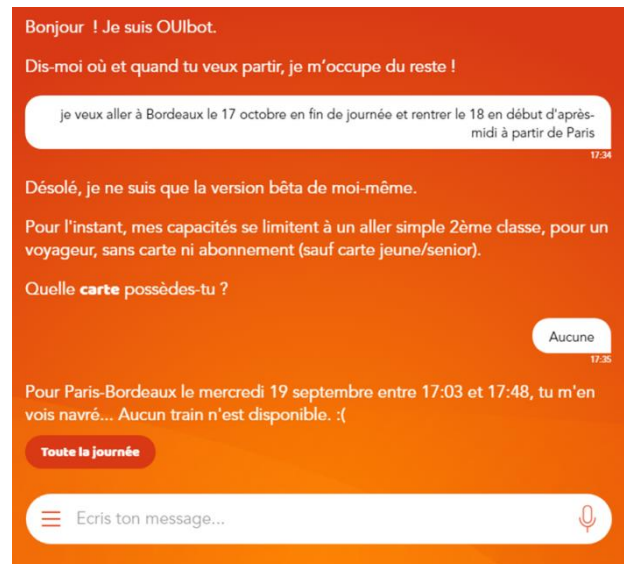 Bonjour ! Je suis OUIbot.
Dis-moi où et quand tu veux partir, je m'occupe du reste !
je veux aller à Bordeaux le 17 octobre en fin de journée et rentrer le 18 en début d'après-
midi à partir de Paris
17:34
Désolé, je ne suis que la version bêta de moi-même.
Pour l'instant, mes capacités se limitent à un aller simple 2ème classe, pour un
voyageur, sans carte ni abonnement (sauf carte jeune/senior).
Quelle carte possèdes-tu ?
Aucune
17:35
Pour Paris-Bordeaux le mercredi 19 septembre entre 17:03 et 17:48, tu m'en
vois navré... Aucun train n'est disponible. :(
Toute la journée
Ecris ton message...